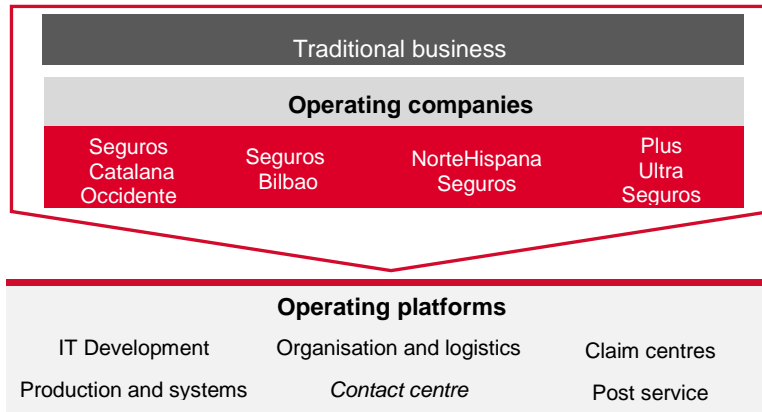 Traditional business
Operating companies
Seguros
Catalana
Occidente
Seguros
Bilbao
NorteHispana
Seguros
Plus
Ultra
Seguros
Operating platforms
IT Development
Organisation and logistics
Claim centres
Production and systems
Contact centre
Post service